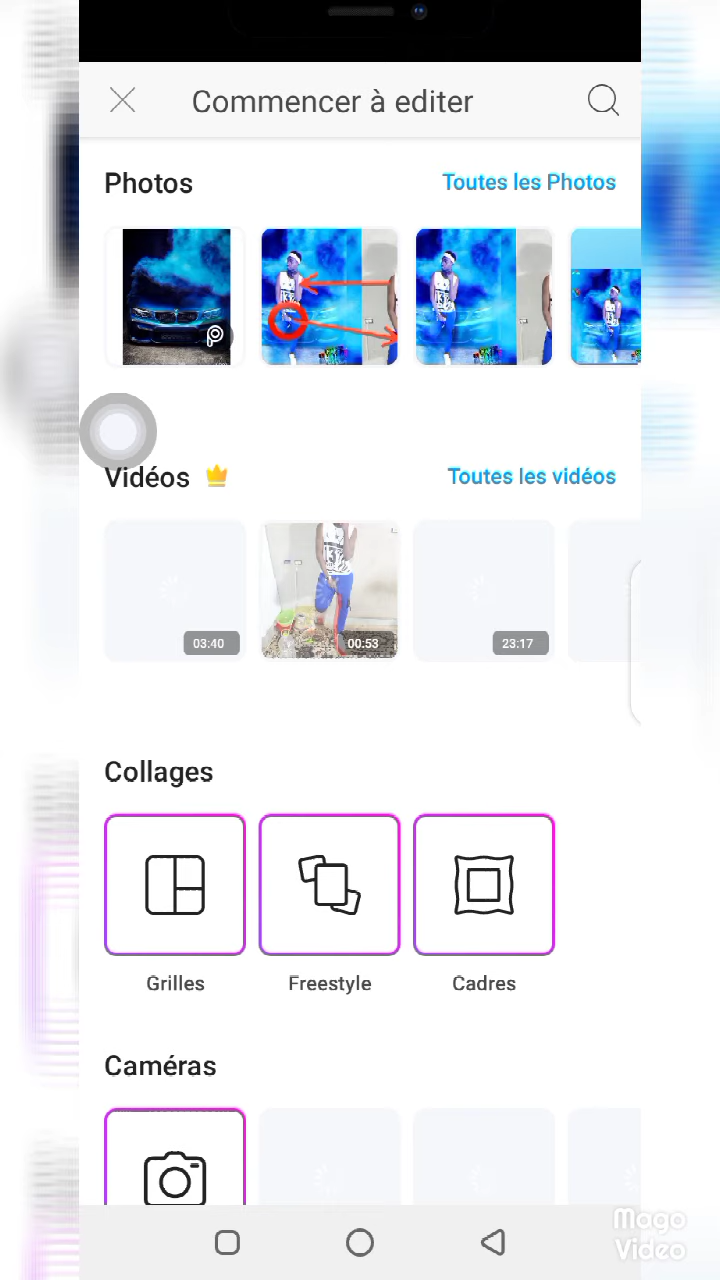 Commencer à editer
Photos
Toutes les Photos
Vidéos
Toutes les vidéos
03:40
00:53
23:17
Collages
Grilles
Freestyle
Cadres
Caméras
Mago
Video